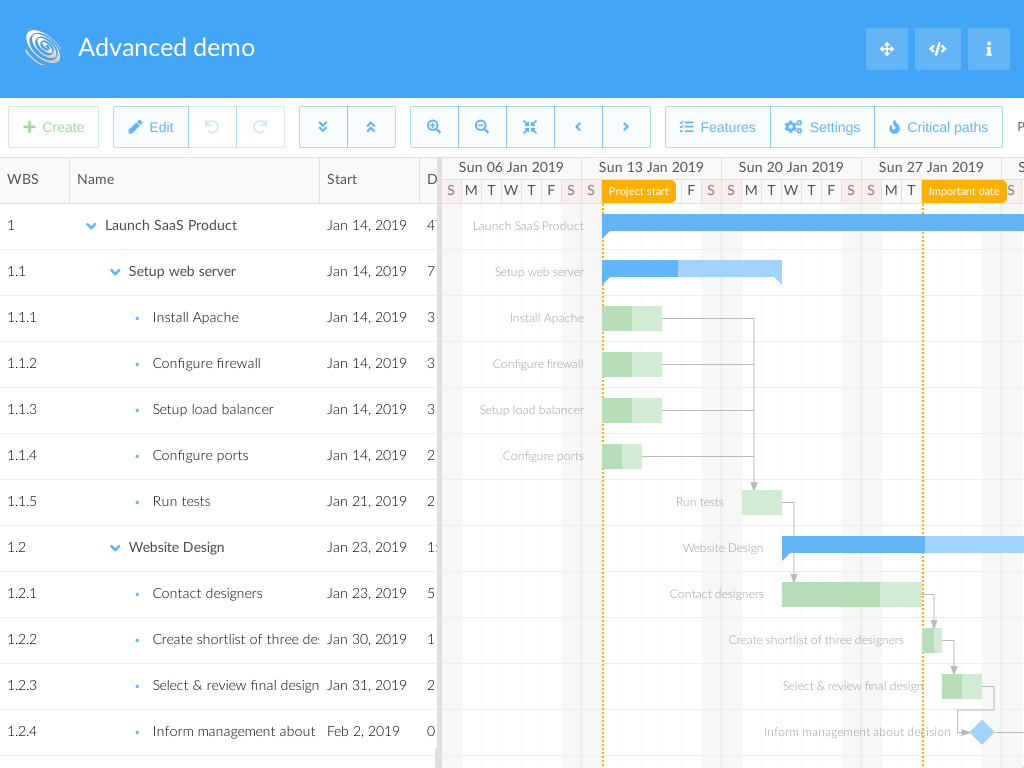 Advanced demo
Create Edit Features Settings Critical paths P
WBS Name Start D
Sun 06 Jan 2019 Sun 13 Jan 2019 Sun 20 Jan 2019 Sun 27 Jan 2019 S
S M T W T F S S Project start F S S M T W T F S S M T Important date S
1 Launch SaaS Product Jan 14, 2019 47 Launch SaaS Product
1.1 Setup web server Jan 14, 2019 7 Setup web server
1.1.1 Install Apache Jan 14, 2019 3 Install Apache
1.1.2 Configure firewall Jan 14, 2019 3 Configure firewall
1.1.3 Setup load balancer Jan 14, 2019 3 Setup load balancer
1.1.4 Configure ports Jan 14, 2019 2 Configure ports
1.1.5 Run tests Jan 21, 2019 2 Run tests
1.2 Website Design Jan 23, 2019 1 Website Design
1.2.1 Contact designers Jan 23, 2019 5 Contact designers
1.2.2 Create shortlist of three de Jan 30, 2019 1 Create shortlist of three designers
1.2.3 Select & review final design Jan 31, 2019 2 Select & review final design
1.2.4 Inform management about Feb 2, 2019 0 Inform management about decision